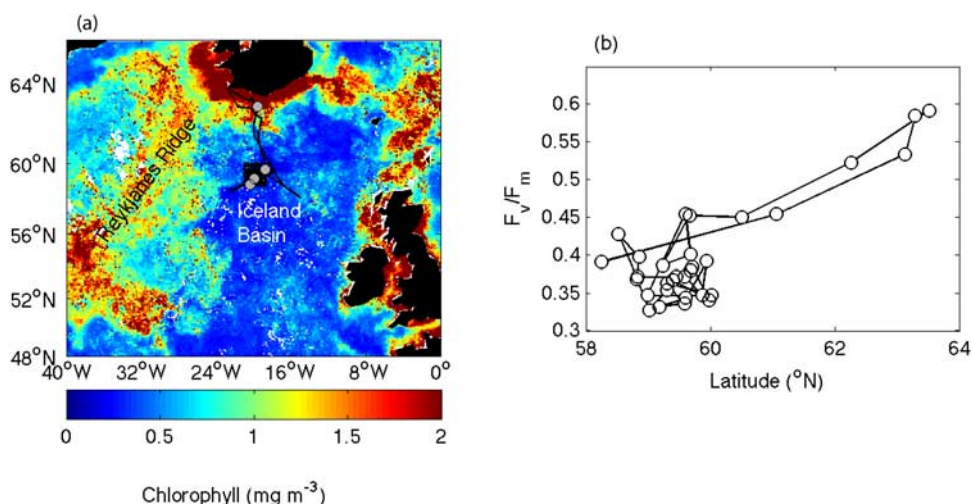 (a)
64°N
60°N
56°N
52°N
48°N
40°W 32°W 24°W 16°W 8°W 0°
Reykjanes Ridge
Iceland
Basin
0 0.5 1 1.5 2
Chlorophyll (mg m⁻³)
(b)
0.6
0.55
0.5
0.45
0.4
0.35
0.3
58 60 62 64
Fᵥ/Fₘ
Latitude (°N)